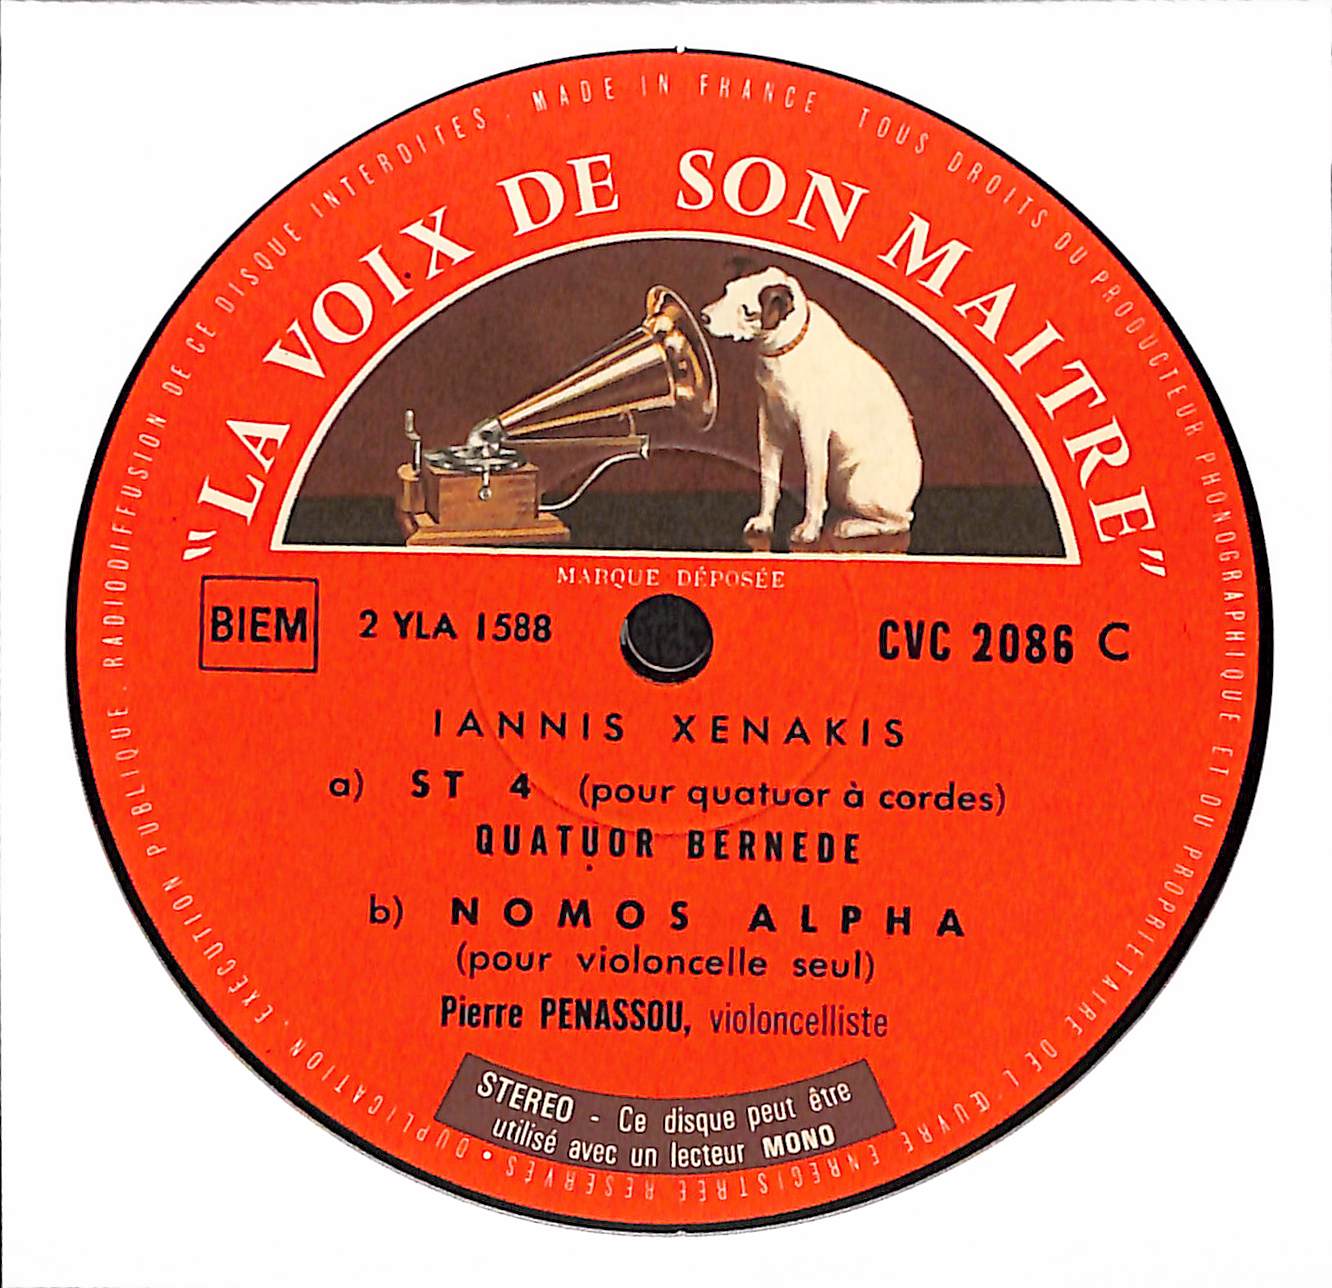 MADE IN FRANCE TOUS DROITS DU PRODUCTEUR PHONOGRAPHIQUE ET DU PROPRIETAIRE DE L'ŒUVRE ENREGISTREE RESERVES • DUPLICATION. EXECUTION PUBLIQUE. RADIODIFFUSION DE CE DISQUE INTERDITES.
"LA VOIX DE SON MAITRE"
MARQUE DÉPOSÉE
BIEM 2 YLA 1588 CVC 2086 C
IANNIS XENAKIS
a) ST 4 (pour quatuor à cordes)
QUATUOR BERNEDE
b) NOMOS ALPHA
(pour violoncelle seul)
Pierre PENASSOU, violoncelliste
STEREO - Ce disque peut être
utilisé avec un lecteur MONO